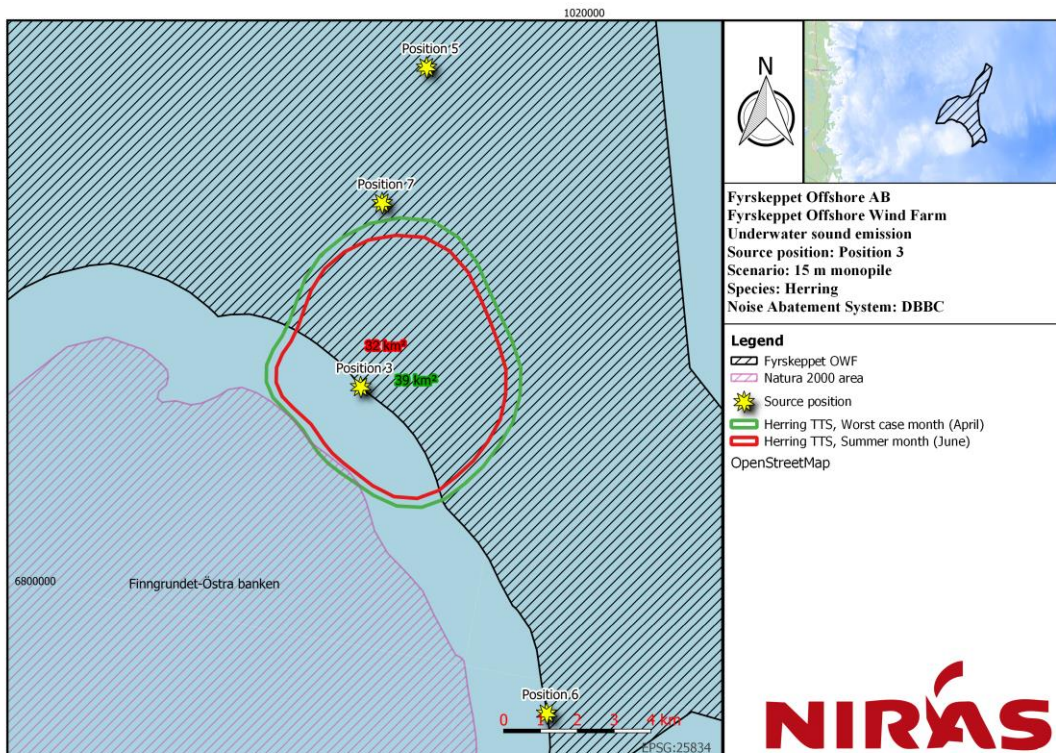 1020000
Position 5
Position 7
32 km²
Position 3
39 km²
6800000
Finngrundet-Östra banken
Position 6
0 1 2 3 4 km
EPSG:25834
N
Fyrskeppet Offshore AB
Fyrskeppet Offshore Wind Farm
Underwater sound emission
Source position: Position 3
Scenario: 15 m monopile
Species: Herring
Noise Abatement System: DBBC
Legend
Fyrskeppet OWF
Natura 2000 area
Source position
Herring TTS, Worst case month (April)
Herring TTS, Summer month (June)
OpenStreetMap
NIRAS